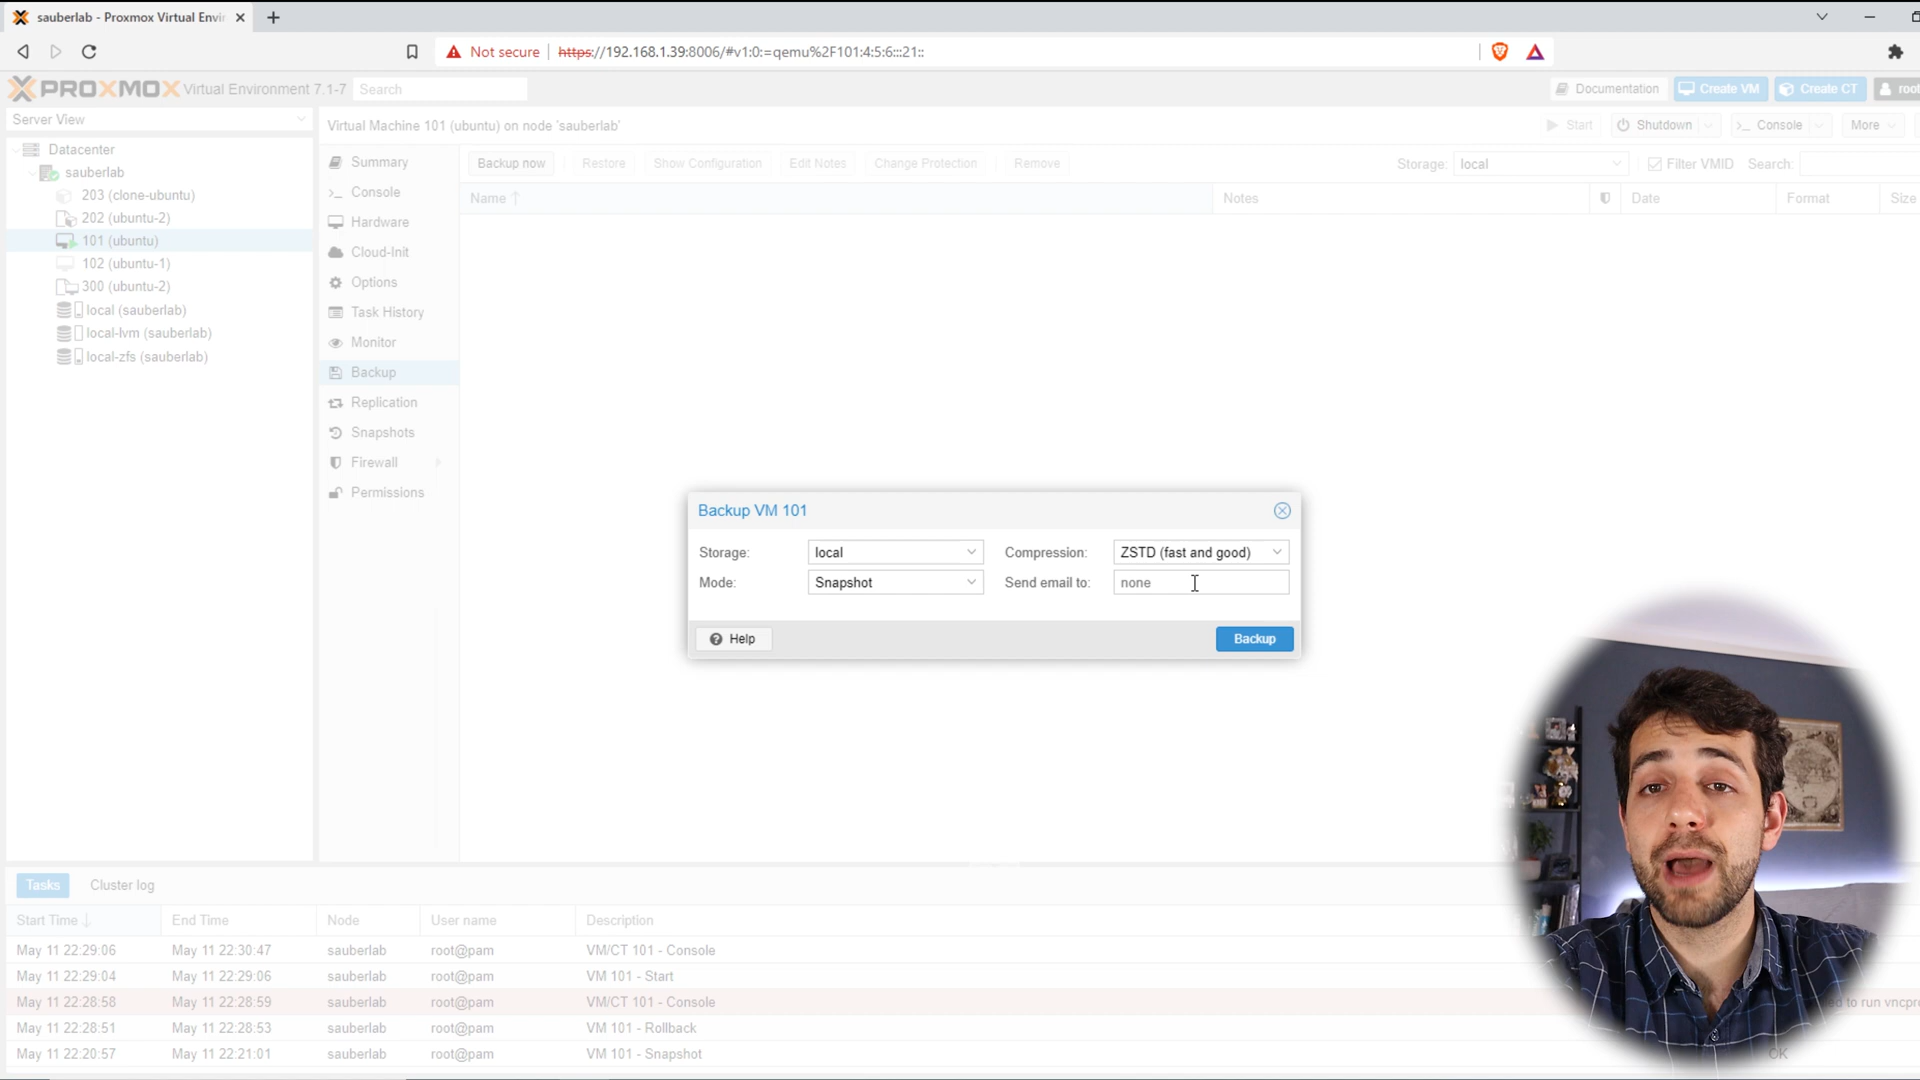 sauberlab - Proxmox Virtual Envir
Not secure
https://192.168.1.39:8006/#v1:0:=qemu%2F101:4:5:6:::21::
PROXMOX Virtual Environment 7.1-7
Search
Documentation
Create VM
Create CT
root
Server View
Virtual Machine 101 (ubuntu) on node 'sauberlab'
Start
Shutdown
Console
More
Datacenter
sauberlab
203 (clone-ubuntu)
202 (ubuntu-2)
101 (ubuntu)
102 (ubuntu-1)
300 (ubuntu-2)
local (sauberlab)
local-lvm (sauberlab)
local-zfs (sauberlab)
Summary
Console
Hardware
Cloud-Init
Options
Task History
Monitor
Backup
Replication
Snapshots
Firewall
Permissions
Backup now
Restore
Show Configuration
Edit Notes
Change Protection
Remove
Storage: local
Filter VMID
Search:
Name
Notes
Date
Format
Size
Backup VM 101
Storage: local
Compression: ZSTD (fast and good)
Mode: Snapshot
Send email to: none
Help
Backup
Tasks
Cluster log
Start Time End Time Node User name Description
May 11 22:29:06 May 11 22:30:47 sauberlab root@pam VM/CT 101 - Console
May 11 22:29:04 May 11 22:29:06 sauberlab root@pam VM 101 - Start
May 11 22:28:58 May 11 22:28:59 sauberlab root@pam VM/CT 101 - Console to run vncpro
May 11 22:28:51 May 11 22:28:53 sauberlab root@pam VM 101 - Rollback
May 11 22:20:57 May 11 22:21:01 sauberlab root@pam VM 101 - Snapshot OK